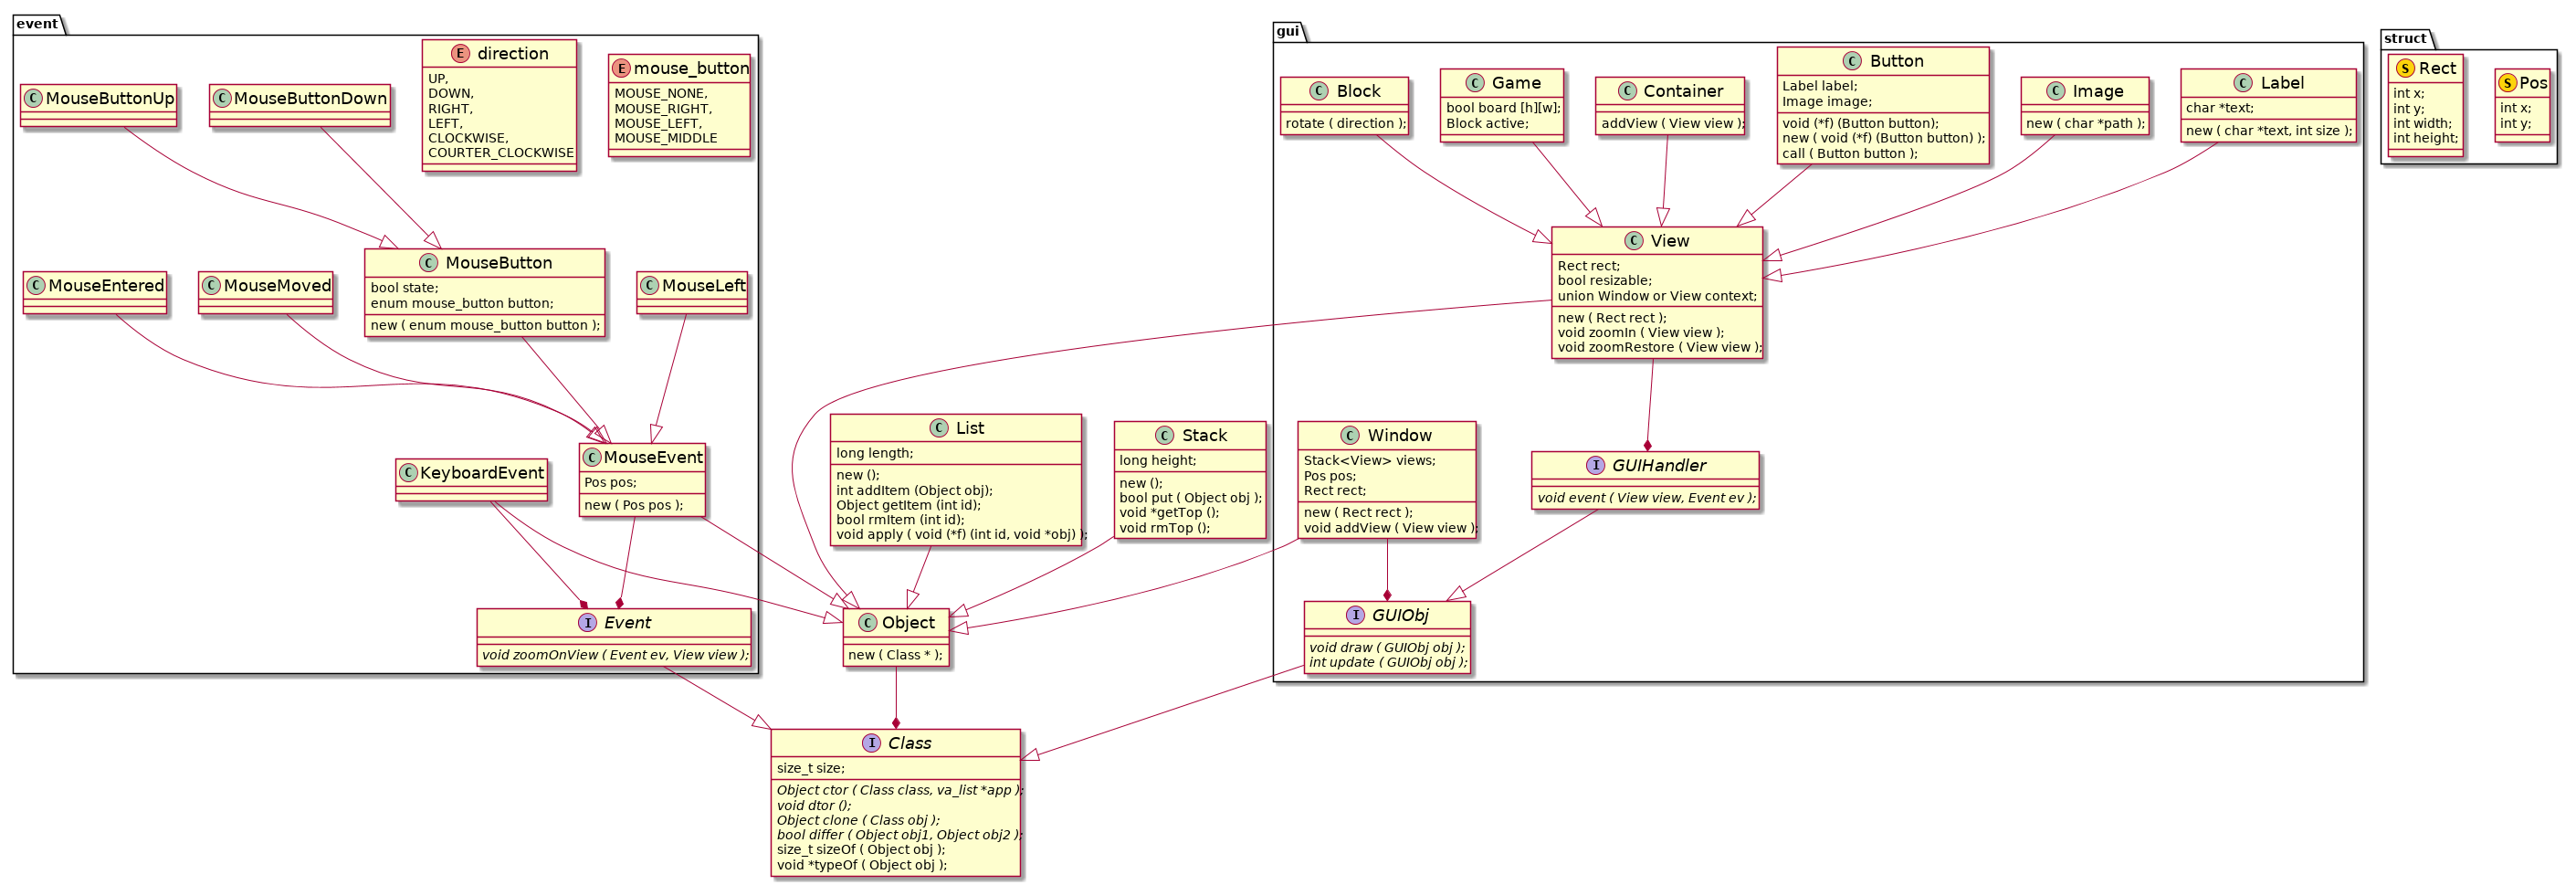 event
E direction
UP,
DOWN,
RIGHT,
LEFT,
CLOCKWISE,
COURTER_CLOCKWISE
E mouse_button
MOUSE_NONE,
MOUSE_RIGHT,
MOUSE_LEFT,
MOUSE_MIDDLE
C MouseButtonUp
C MouseButtonDown
C MouseEntered
C MouseMoved
C MouseButton
bool state;
enum mouse_button button;
new ( enum mouse_button button );
C MouseLeft
C KeyboardEvent
C MouseEvent
Pos pos;
new ( Pos pos );
I Event
void zoomOnView ( Event ev, View view );
gui
C Block
rotate ( direction );
C Game
bool board [h][w];
Block active;
C Container
addView ( View view );
C Button
Label label;
Image image;
void (*f) (Button button);
new ( void (*f) (Button button) );
call ( Button button );
C Image
new ( char *path );
C Label
char *text;
new ( char *text, int size );
C View
Rect rect;
bool resizable;
union Window or View context;
new ( Rect rect );
void zoomIn ( View view );
void zoomRestore ( View view );
C Window
Stack<View> views;
Pos pos;
Rect rect;
new ( Rect rect );
void addView ( View view );
I GUIHandler
void event ( View view, Event ev );
I GUIObj
void draw ( GUIObj obj );
int update ( GUIObj obj );
struct
S Rect
int x;
int y;
int width;
int height;
S Pos
int x;
int y;
C List
long length;
new ();
int addItem (Object obj);
Object getItem (int id);
bool rmItem (int id);
void apply ( void (*f) (int id, void *obj) );
C Stack
long height;
new ();
bool put ( Object obj );
void *getTop ();
void rmTop ();
C Object
new ( Class * );
I Class
size_t size;
Object ctor ( Class class, va_list *app );
void dtor ();
Object clone ( Class obj );
bool differ ( Object obj1, Object obj2 );
size_t sizeOf ( Object obj );
void *typeOf ( Object obj );